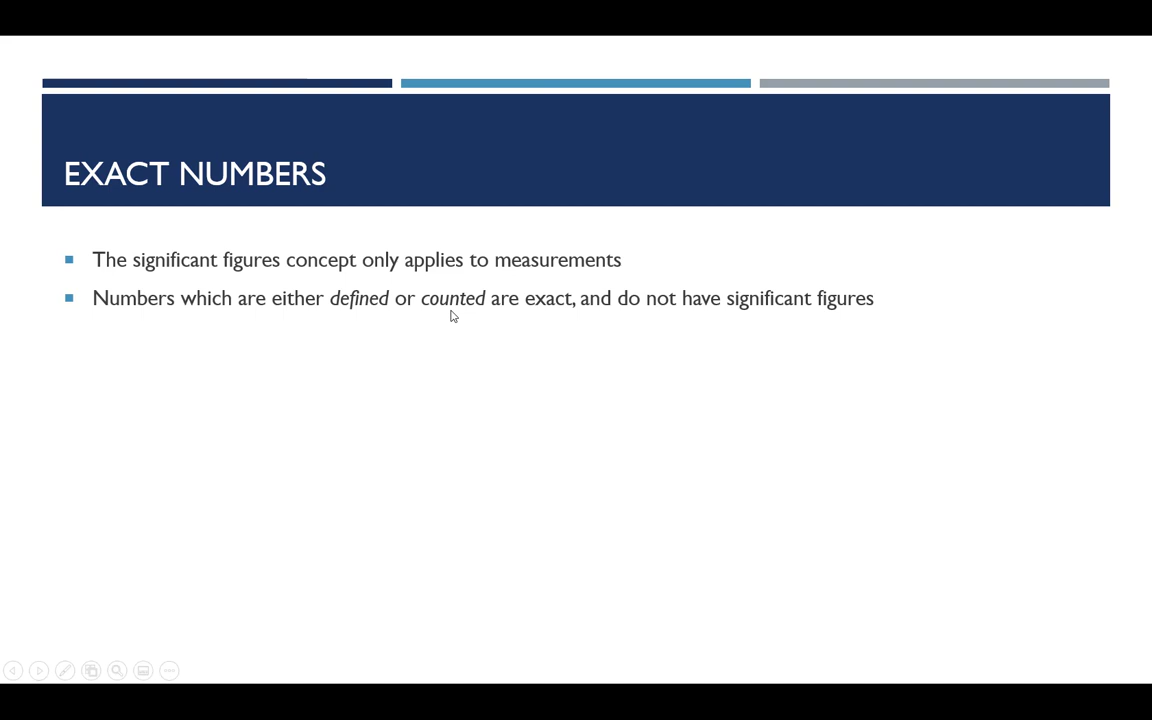 EXACT NUMBERS
The significant figures concept only applies to measurements
Numbers which are either defined or counted are exact, and do not have significant figures